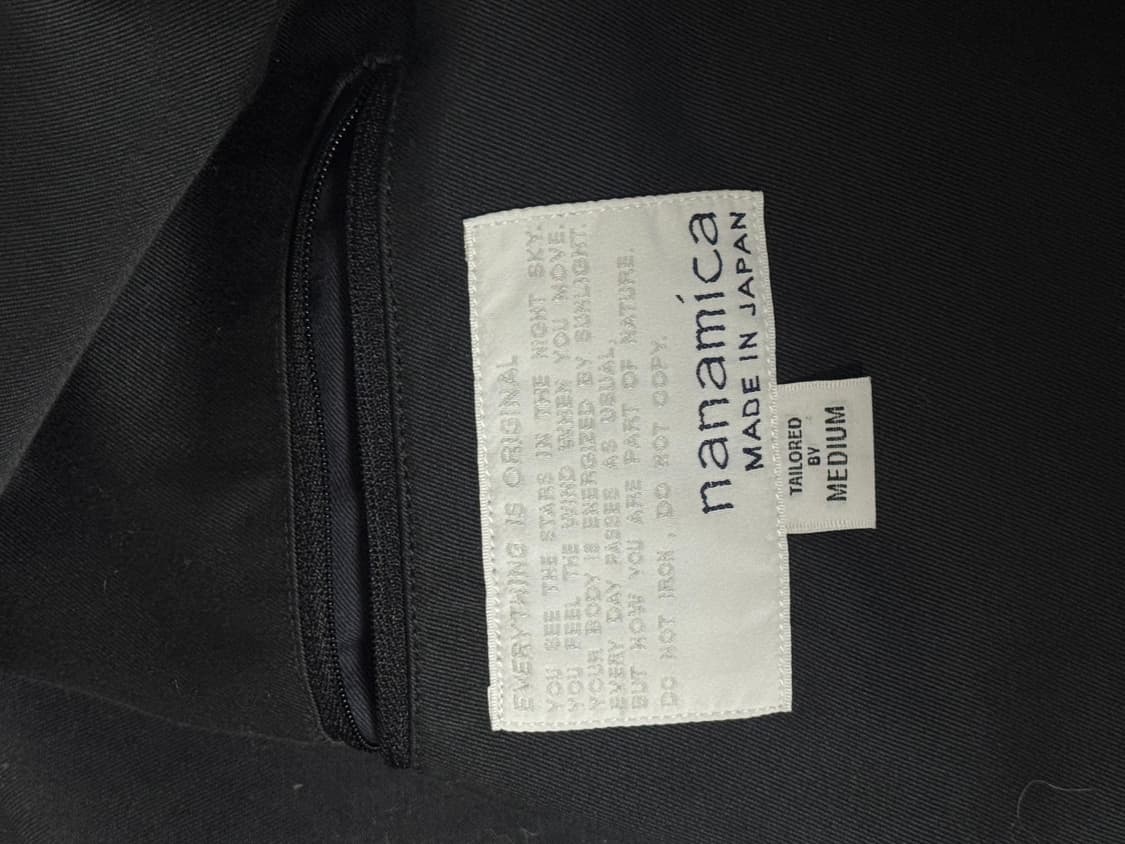 EVERYTHING IS ORIGINAL
YOU SEE THE STARS IN THE NIGHT SKY.
YOU FEEL THE WIND WHEN YOU MOVE.
YOUR BODY IS ENERGIZED BY SUNLIGHT.
EVERY DAY PASSES AS USUAL,
BUT NOW YOU ARE PART OF NATURE.
DO NOT IRON, DO NOT COPY.
nanamíca
MADE IN JAPAN
TAILORED
BY
MEDIUM